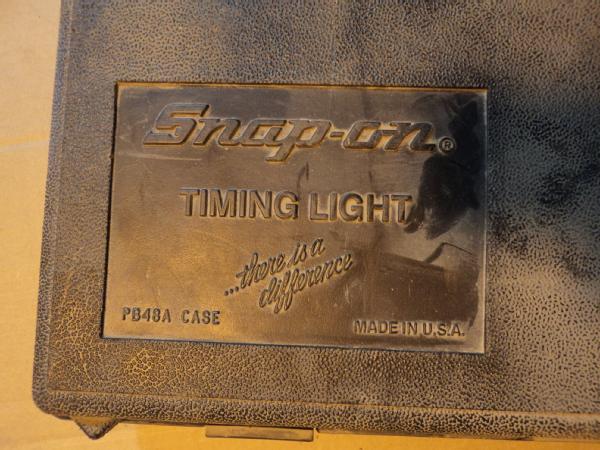 Snap-on®
TIMING LIGHT
...there is a
difference
PB48A CASE
MADE IN U.S.A.